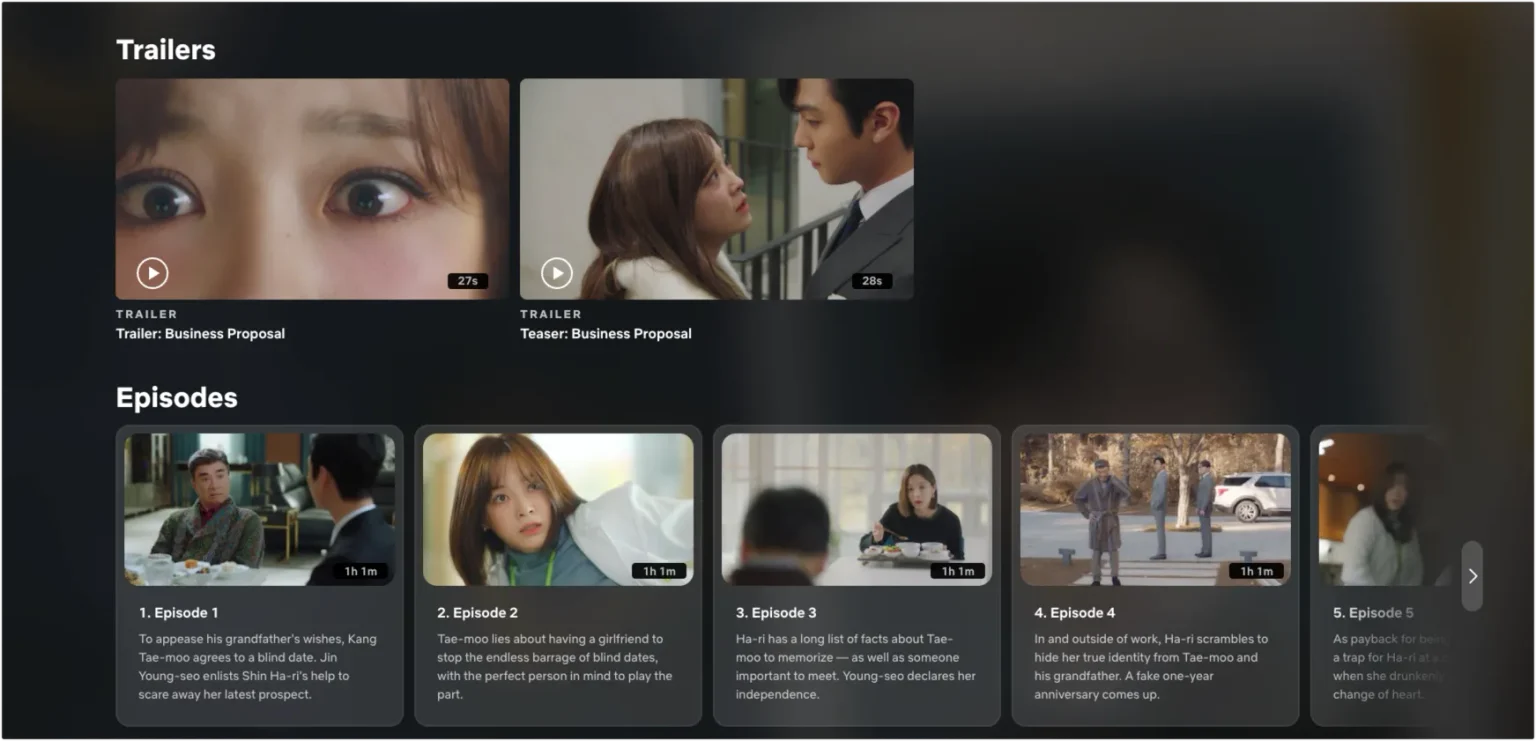 Trailers
27s
28s
TRAILER
Trailer: Business Proposal
TRAILER
Teaser: Business Proposal
Episodes
1h 1m
1. Episode 1
To appease his grandfather's wishes, Kang
Tae-moo agrees to a blind date. Jin
Young-seo enlists Shin Ha-ri's help to
scare away her latest prospect.
1h 1m
2. Episode 2
Tae-moo lies about having a girlfriend to
stop the endless barrage of blind dates,
with the perfect person in mind to play the
part.
1h 1m
3. Episode 3
Ha-ri has a long list of facts about Tae-
moo to memorize — as well as someone
important to meet. Young-seo declares her
independence.
1h 1m
4. Episode 4
In and outside of work, Ha-ri scrambles to
hide her true identity from Tae-moo and
his grandfather. A fake one-year
anniversary comes up.
5. Episode 5
As payback for
a trap for Ha-ri at
when she drunkenly
change of heart.